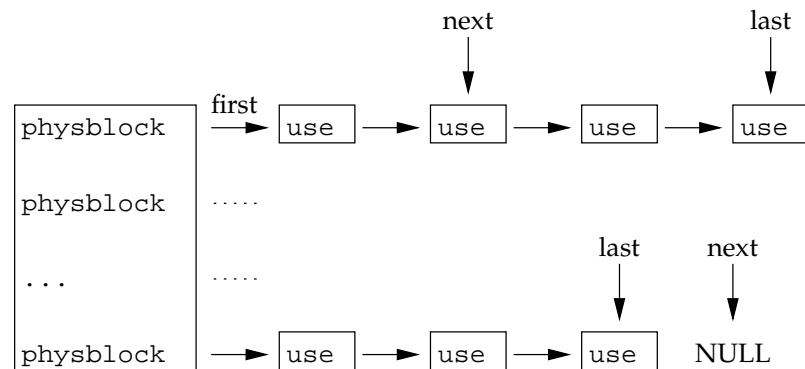 next last
first
physblock use use use use
physblock .....
... .....
last next
physblock use use use NULL